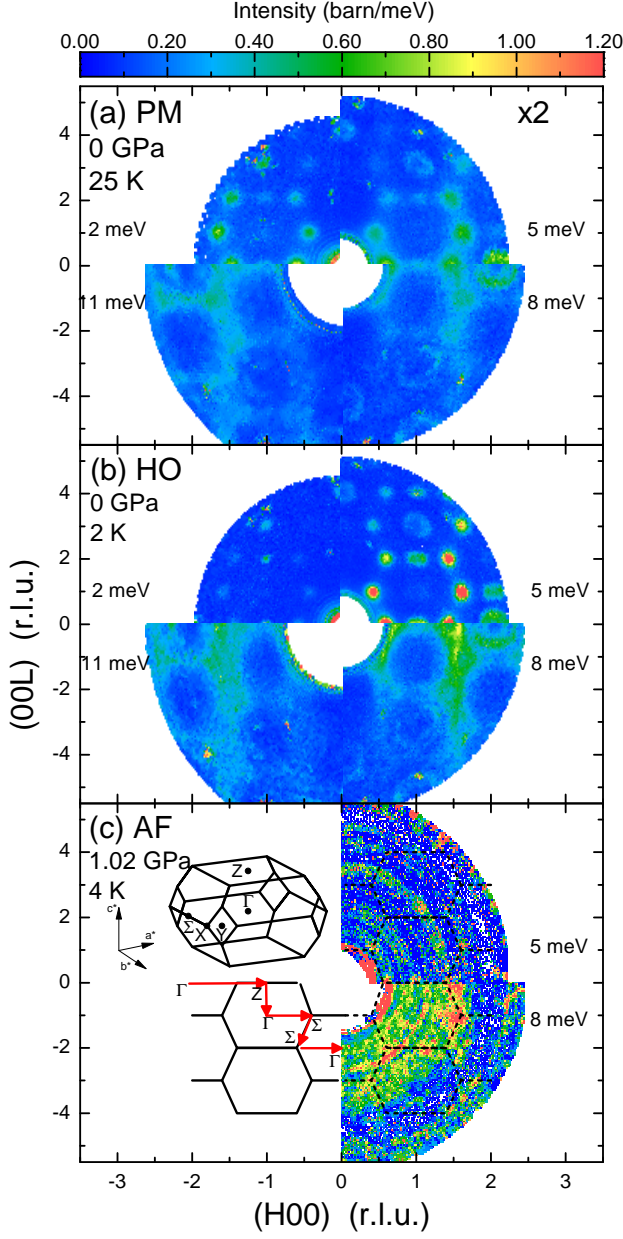 Intensity (barn/meV)
0.00 0.20 0.40 0.60 0.80 1.00 1.20
(a) PM x2
0 GPa
25 K
2 meV 5 meV
11 meV 8 meV
4
2
0
-2
-4
(b) HO
0 GPa
2 K
2 meV 5 meV
11 meV 8 meV
4
2
0
-2
-4
(00L) (r.l.u.)
(c) AF
1.02 GPa
4 K
Z
Γ
Σ X Y
c*
a*
b*
5 meV
8 meV
Γ Z
Γ Σ
Σ Γ
4
2
0
-2
-4
-3 -2 -1 0 1 2 3
(H00) (r.l.u.)